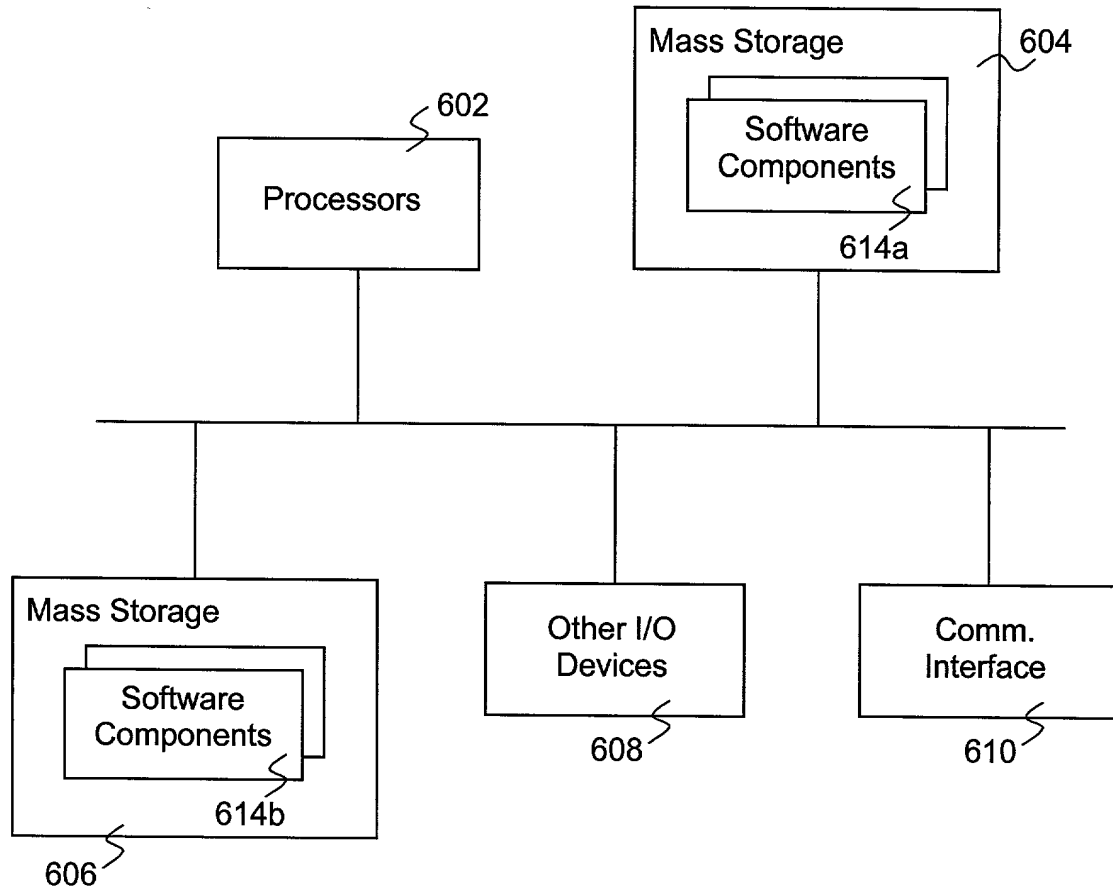 Mass Storage
604
Software
Components
614a
602
Processors
Mass Storage
Software
Components
614b
606
Other I/O
Devices
608
Comm.
Interface
610